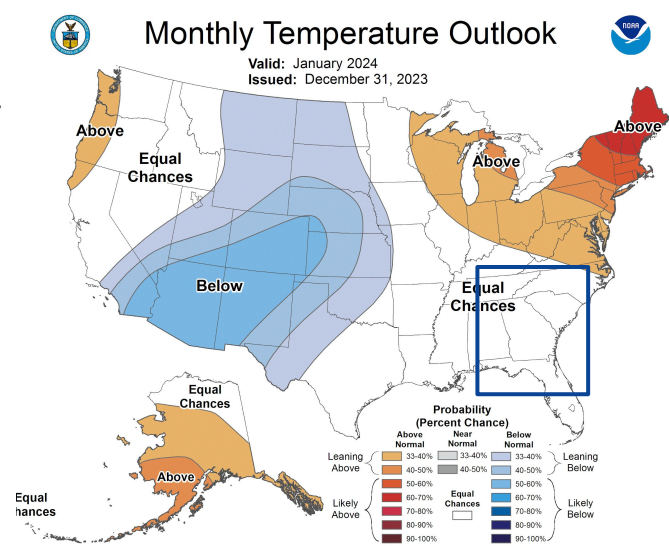 Monthly Temperature Outlook
NOAA
Valid: January 2024
Issued: December 31, 2023
Above
Equal
Chances
Above
Above
Below
Equal
Chances
Equal
Chances
Above
Equal
hances
Probability
(Percent Chance)
Above Normal
Near Normal
Below Normal
Leaning Above
33-40%
33-40%
33-40%
Leaning Below
40-50%
40-50%
40-50%
Likely Above
50-60%
50-60%
Likely Below
60-70%
Equal Chances
60-70%
70-80%
70-80%
80-90%
80-90%
90-100%
90-100%